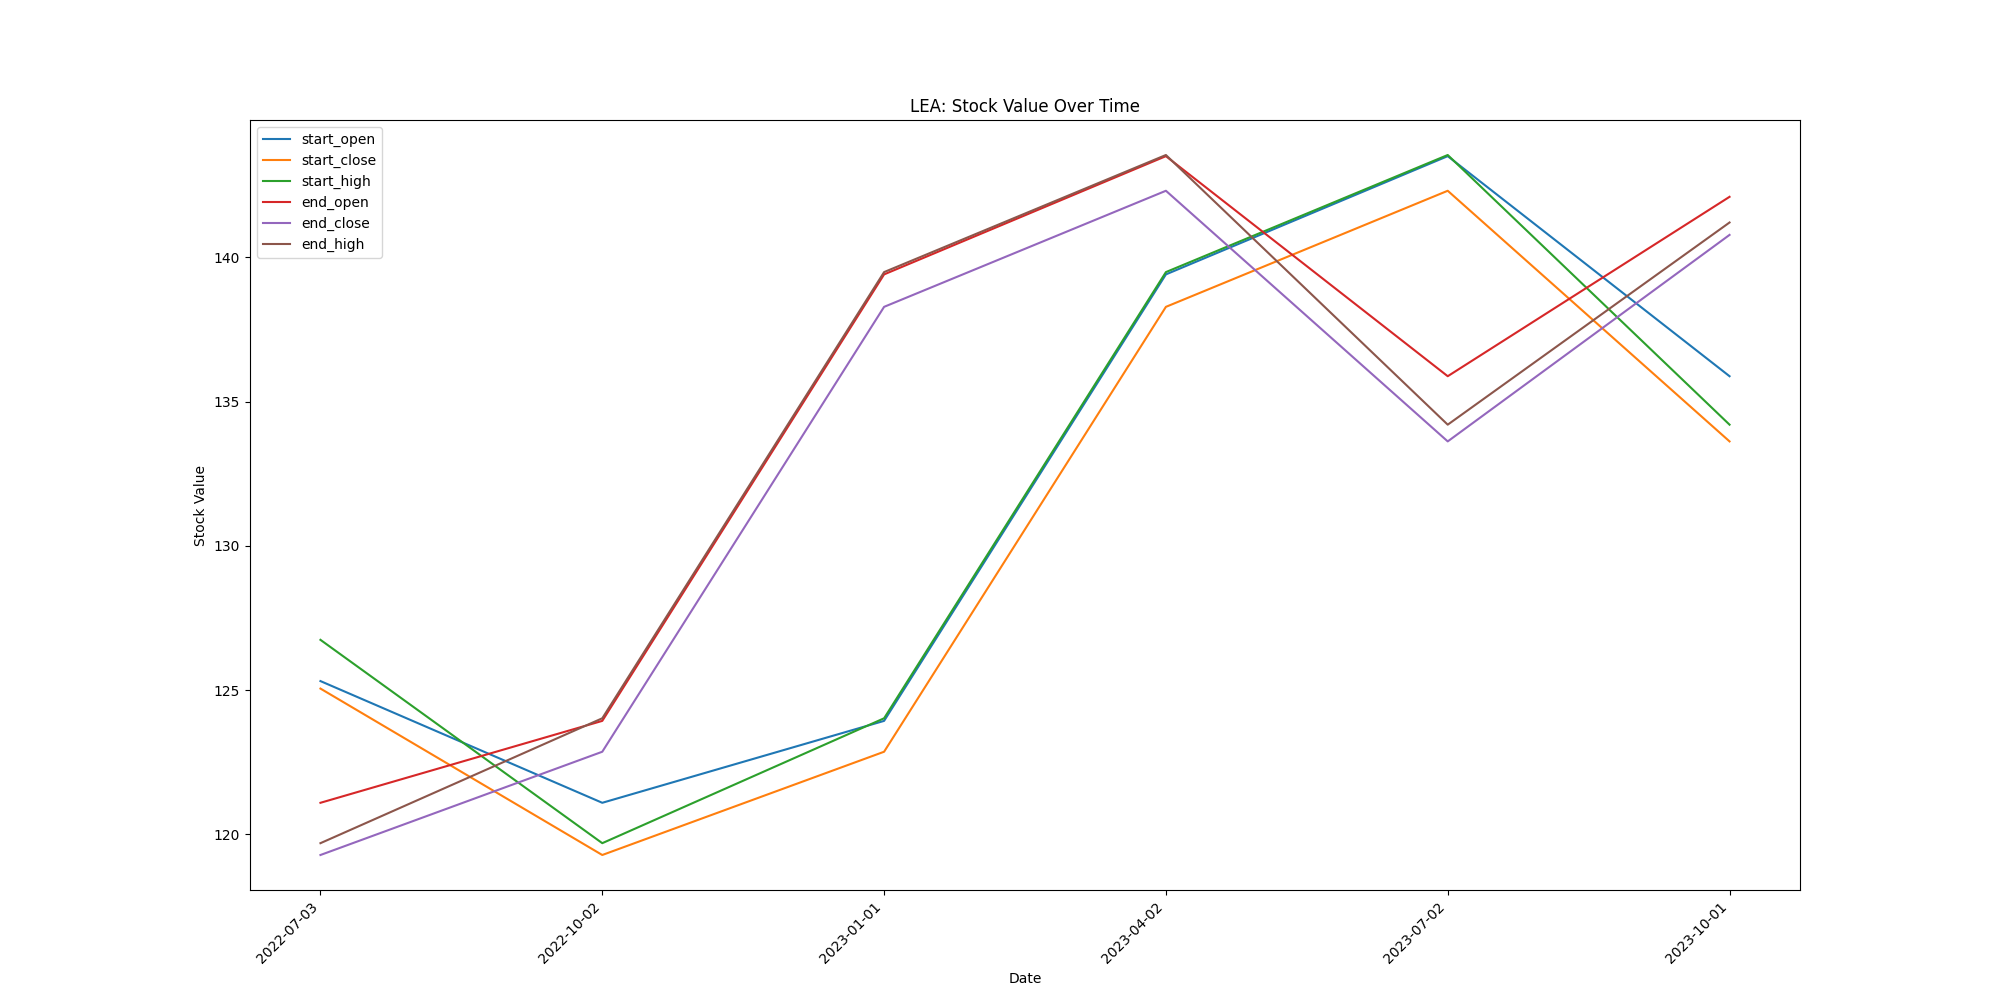 LEA: Stock Value Over Time
start_open
start_close
start_high
end_open
end_close
end_high
Stock Value
140
135
130
125
120
2022-07-03
2022-10-02
2023-01-01
2023-04-02
2023-07-02
2023-10-01
Date